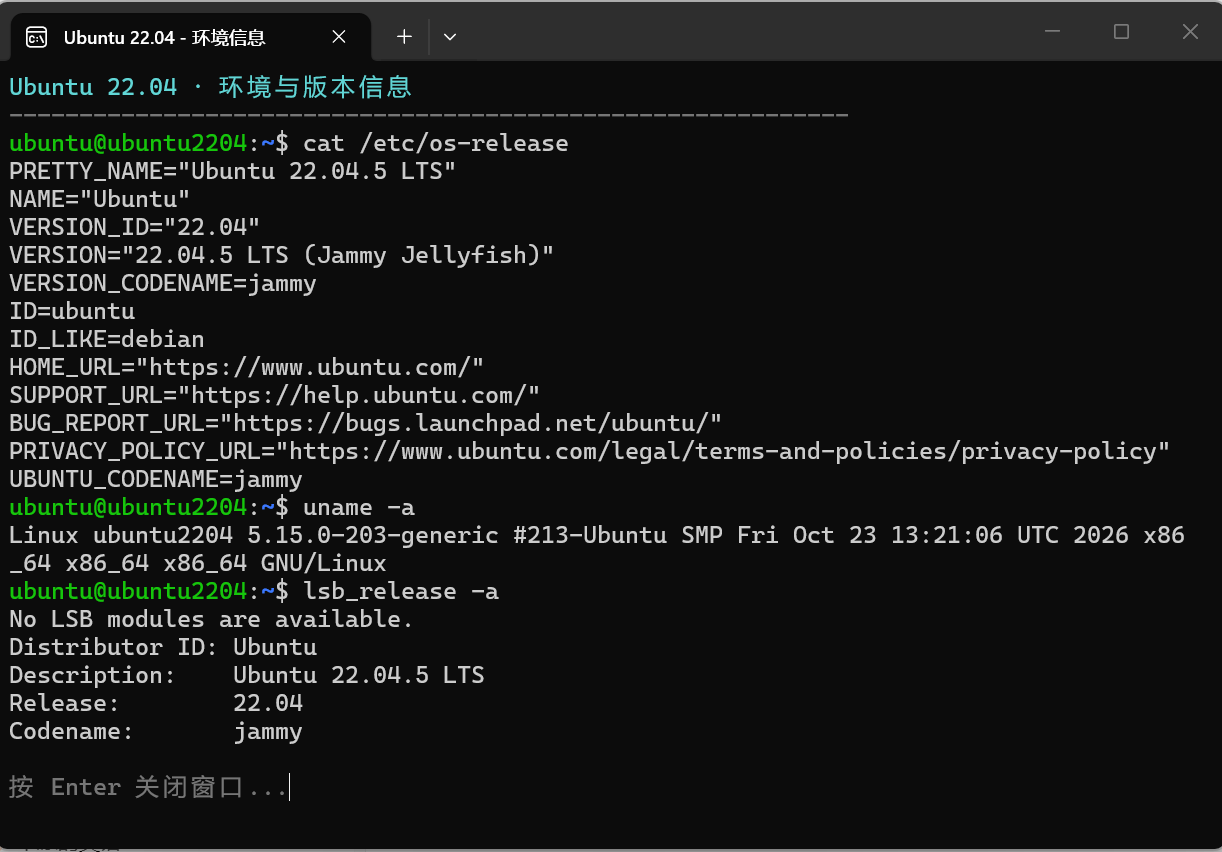 Ubuntu 22.04 - 环境信息
Ubuntu 22.04 · 环境与版本信息
------------------------------------------------------------
ubuntu@ubuntu2204:~$ cat /etc/os-release
PRETTY_NAME="Ubuntu 22.04.5 LTS"
NAME="Ubuntu"
VERSION_ID="22.04"
VERSION="22.04.5 LTS (Jammy Jellyfish)"
VERSION_CODENAME=jammy
ID=ubuntu
ID_LIKE=debian
HOME_URL="https://www.ubuntu.com/"
SUPPORT_URL="https://help.ubuntu.com/"
BUG_REPORT_URL="https://bugs.launchpad.net/ubuntu/"
PRIVACY_POLICY_URL="https://www.ubuntu.com/legal/terms-and-policies/privacy-policy"
UBUNTU_CODENAME=jammy
ubuntu@ubuntu2204:~$ uname -a
Linux ubuntu2204 5.15.0-203-generic #213-Ubuntu SMP Fri Oct 23 13:21:06 UTC 2026 x86
_64 x86_64 x86_64 GNU/Linux
ubuntu@ubuntu2204:~$ lsb_release -a
No LSB modules are available.
Distributor ID: Ubuntu
Description:    Ubuntu 22.04.5 LTS
Release:        22.04
Codename:       jammy
按 Enter 关闭窗口...